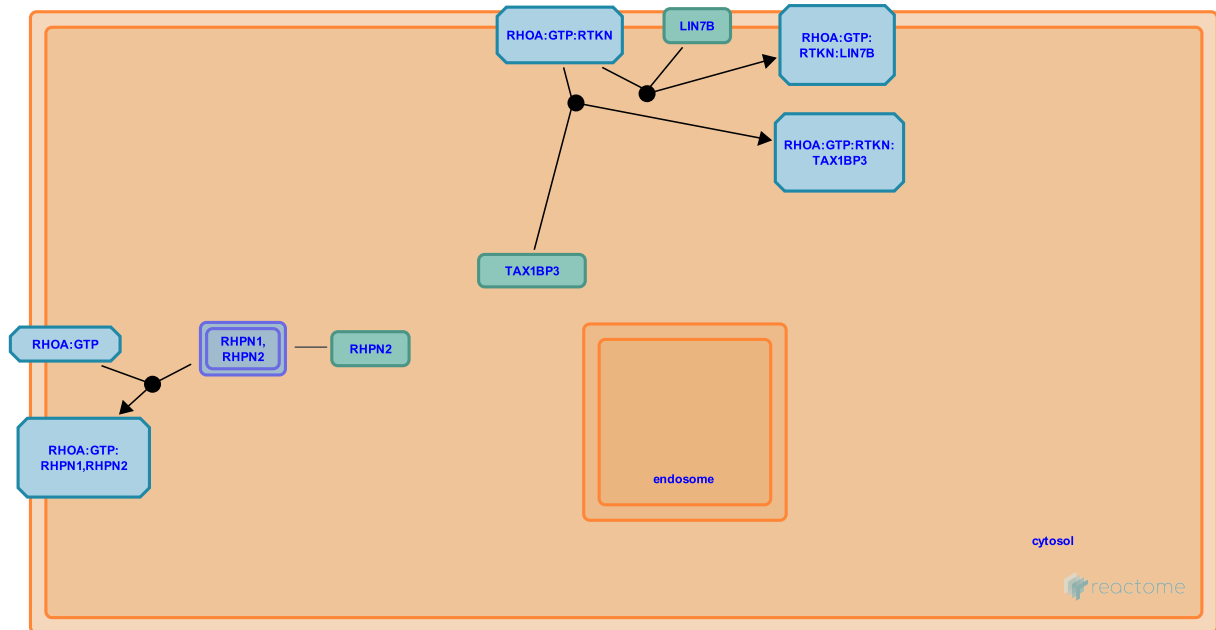 RHOA:GTP:RTKN
LIN7B
RHOA:GTP:
RTKN:LIN7B
RHOA:GTP:RTKN:
TAX1BP3
TAX1BP3
RHOA:GTP
RHPN1,
RHPN2
RHPN2
RHOA:GTP:
RHPN1,RHPN2
endosome
cytosol
reactome